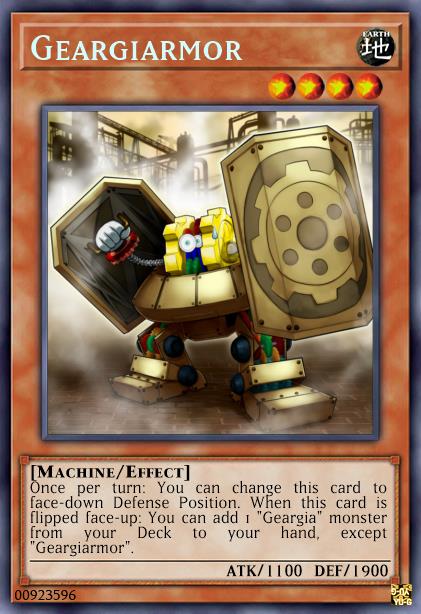 GEARGIARMOR
EARTH
地
[MACHINE/EFFECT]
Once per turn: You can change this card to
face-down Defense Position. When this card is
flipped face-up: You can add 1 "Geargia" monster
from your Deck to your hand, except
"Geargiarmor".
ATK/1100 DEF/1900
00923596